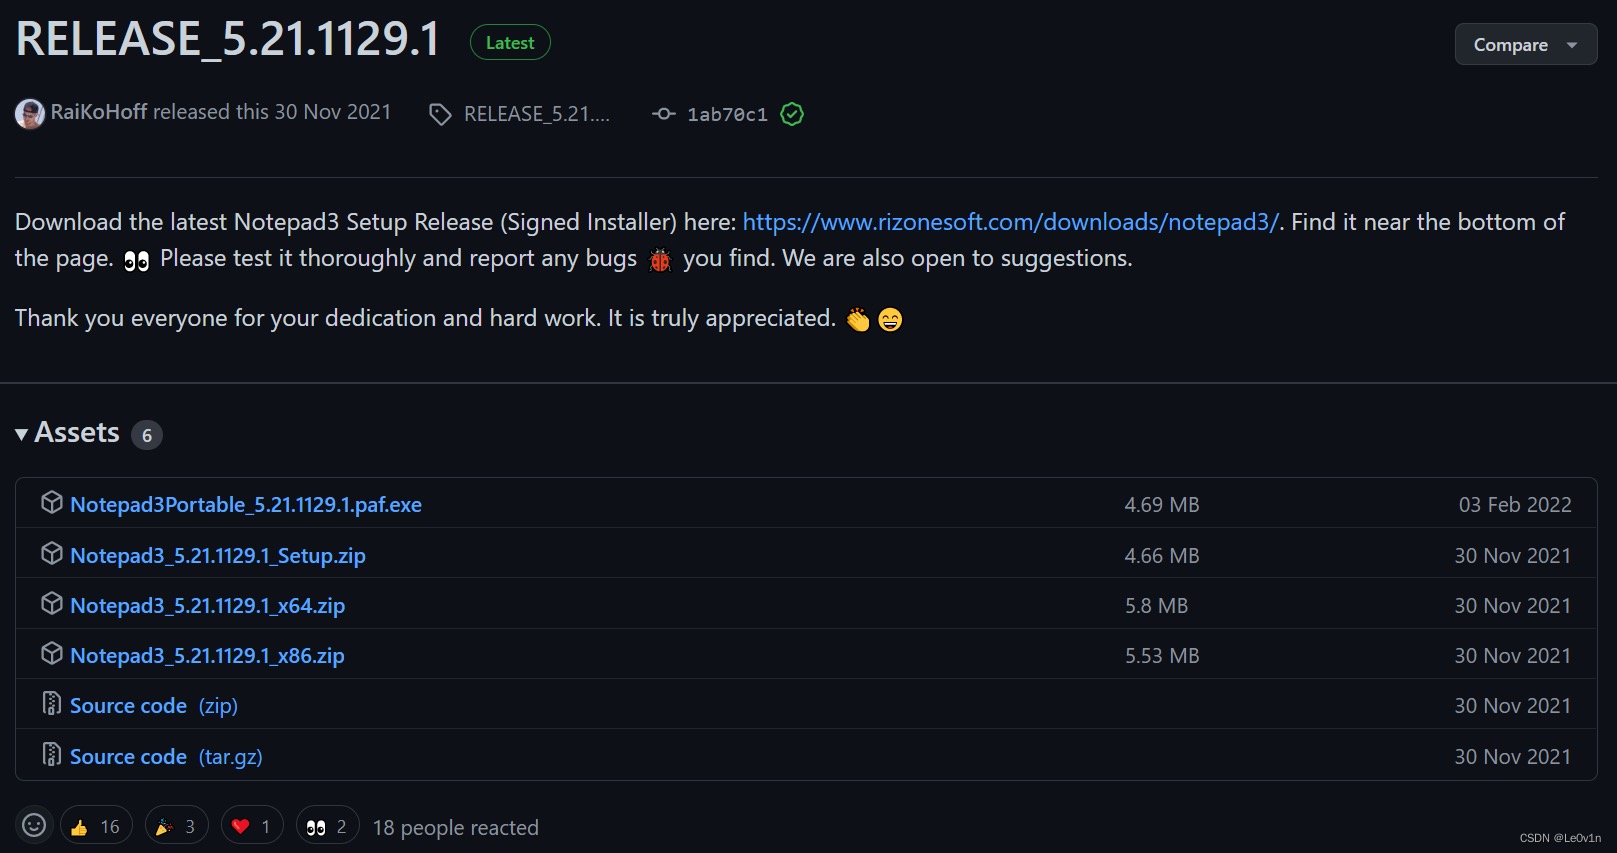 RELEASE_5.21.1129.1 Latest Compare
RaiKoHoff released this 30 Nov 2021 RELEASE_5.21.... 1ab70c1
Download the latest Notepad3 Setup Release (Signed Installer) here: https://www.rizonesoft.com/downloads/notepad3/. Find it near the bottom of
the page. 👀 Please test it thoroughly and report any bugs 🐞 you find. We are also open to suggestions.
Thank you everyone for your dedication and hard work. It is truly appreciated. 👏 😄
Assets 6
Notepad3Portable_5.21.1129.1.paf.exe 4.69 MB 03 Feb 2022
Notepad3_5.21.1129.1_Setup.zip 4.66 MB 30 Nov 2021
Notepad3_5.21.1129.1_x64.zip 5.8 MB 30 Nov 2021
Notepad3_5.21.1129.1_x86.zip 5.53 MB 30 Nov 2021
Source code (zip) 30 Nov 2021
Source code (tar.gz) 30 Nov 2021
👍 16 🎉 3 ❤️ 1 👀 2 18 people reacted
CSDN @Le0v1n